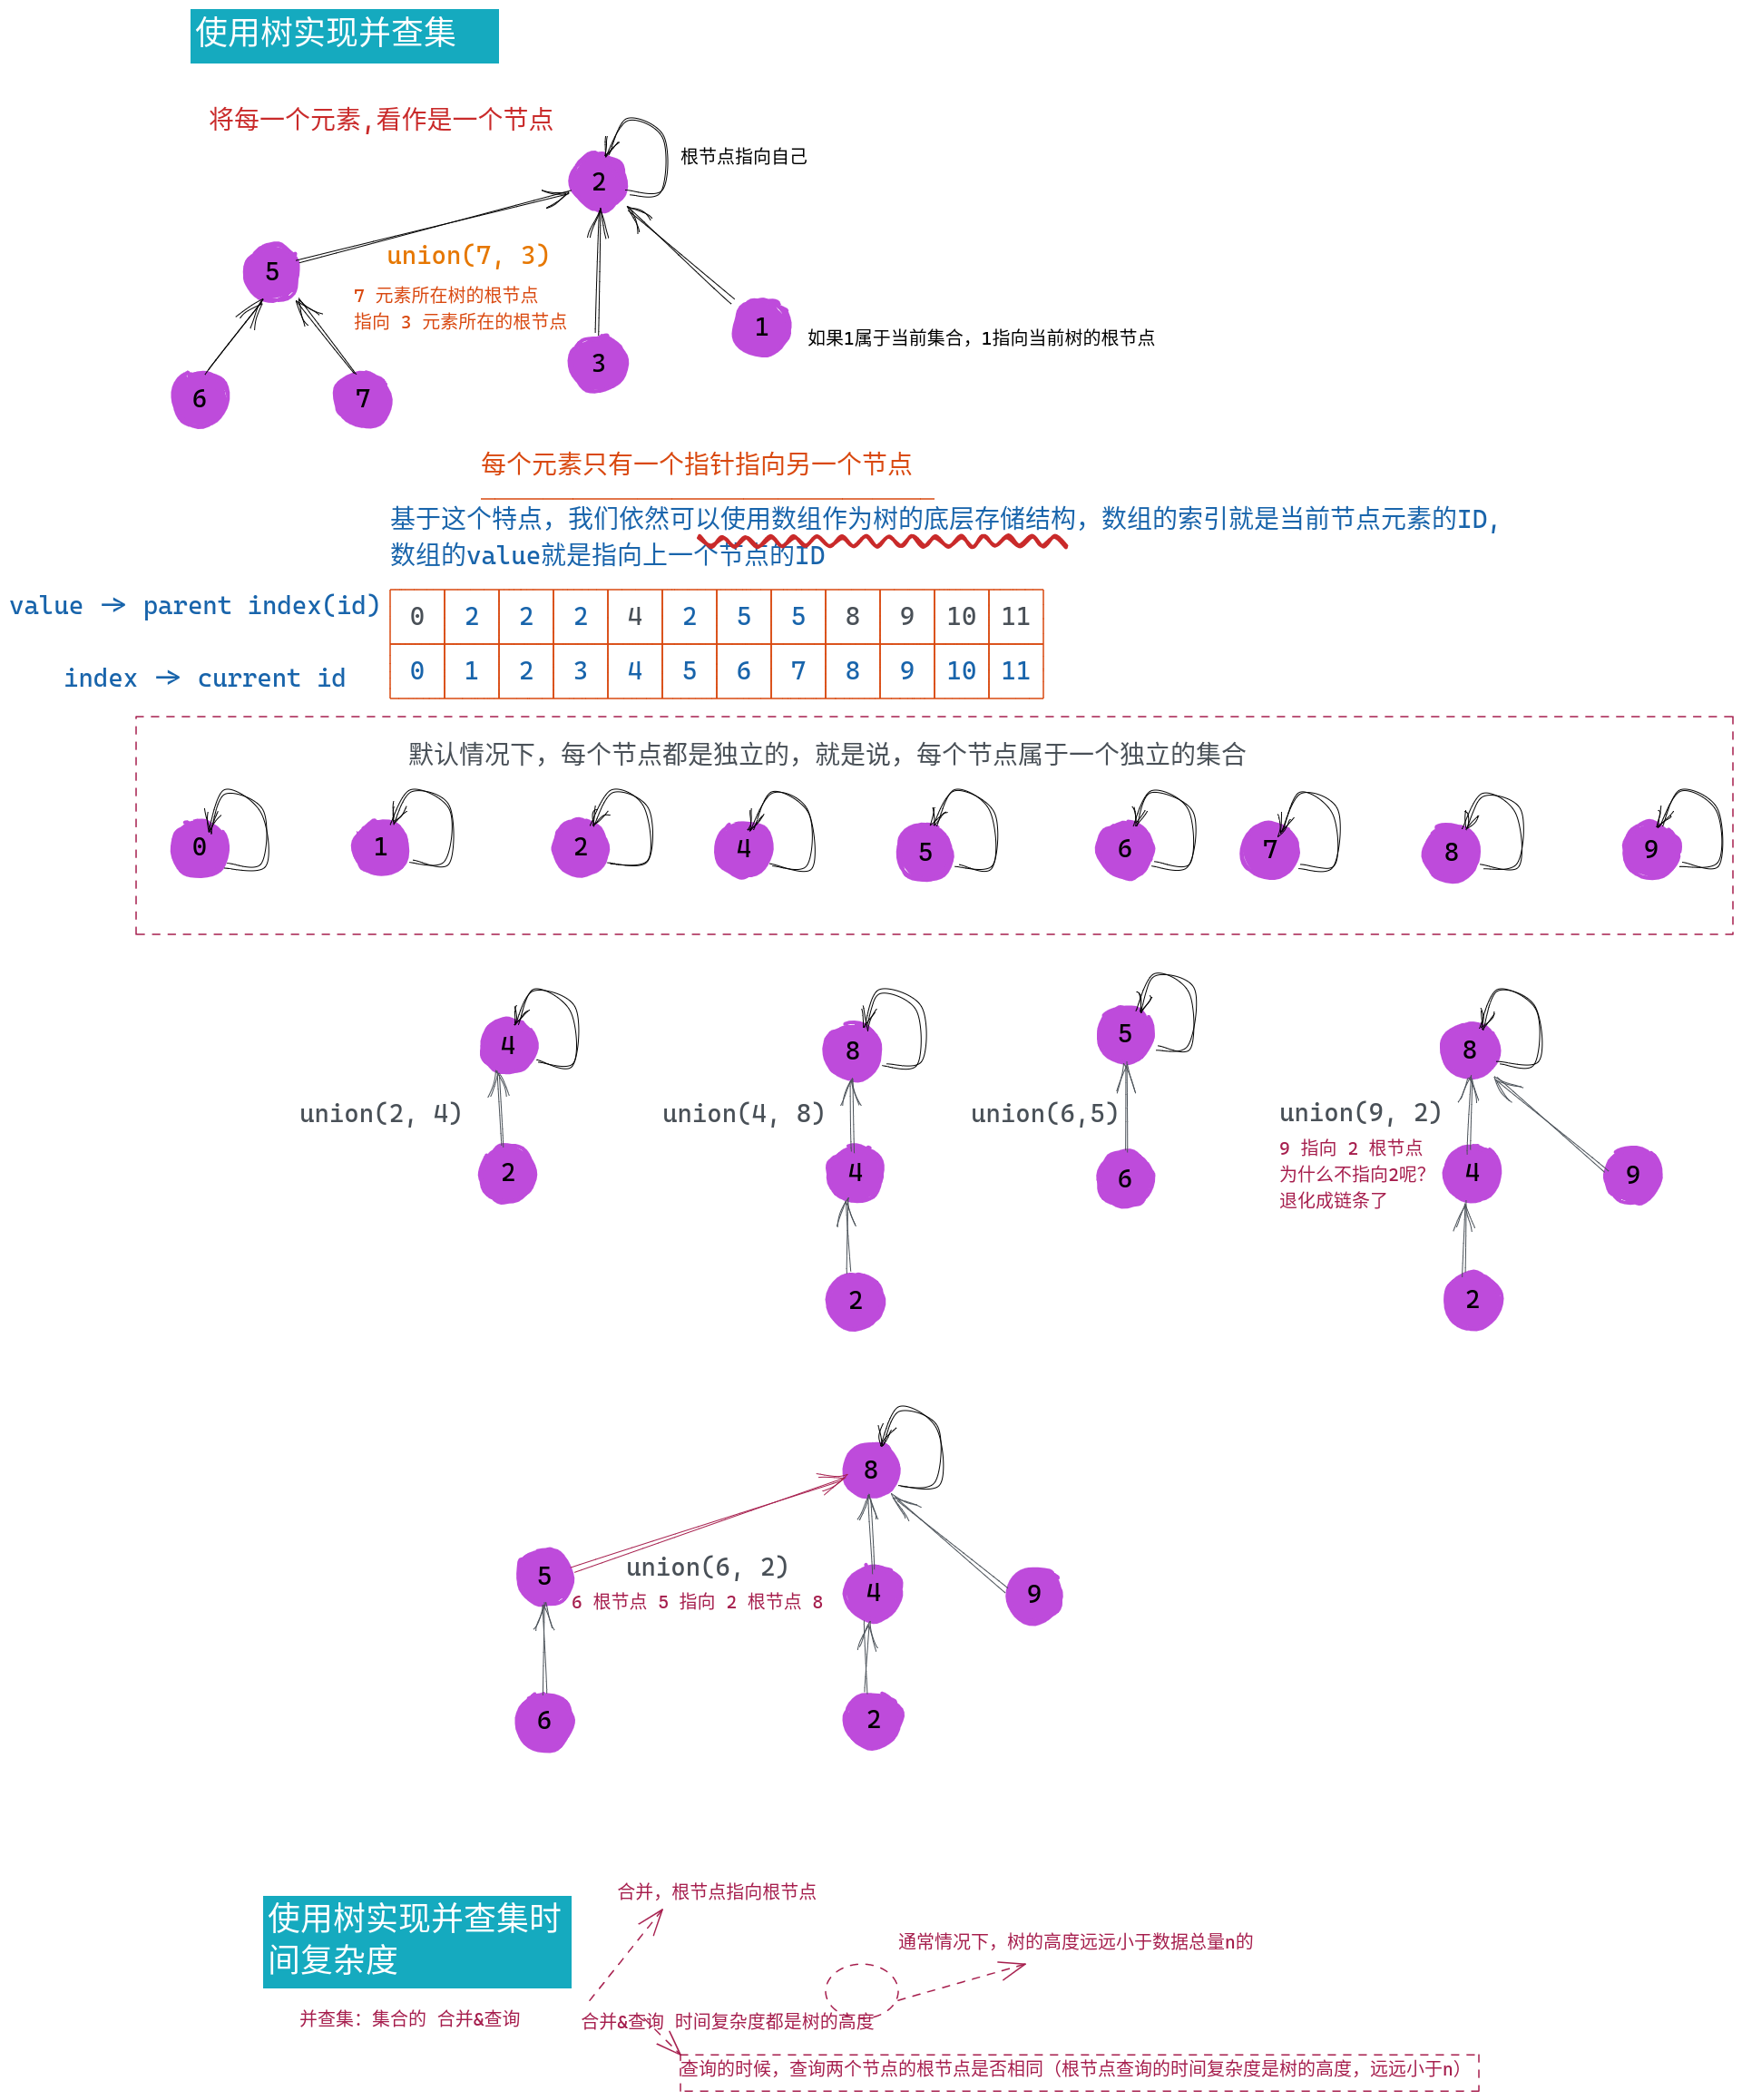 使用树实现并查集
将每一个元素,看作是一个节点
2
根节点指向自己
5
union(7, 3)
7 元素所在树的根节点
指向 3 元素所在的根节点
1
如果1属于当前集合，1指向当前树的根节点
3
6
7
每个元素只有一个指针指向另一个节点
基于这个特点，我们依然可以使用数组作为树的底层存储结构，数组的索引就是当前节点元素的ID,
数组的value就是指向上一个节点的ID
value -> parent index(id)
0 2 2 2 4 2 5 5 8 9 10 11
index -> current id
0 1 2 3 4 5 6 7 8 9 10 11
默认情况下，每个节点都是独立的，就是说，每个节点属于一个独立的集合
0 1 2 4 5 6 7 8 9
4
union(2, 4)
2
8
union(4, 8)
4
2
5
union(6,5)
6
8
union(9, 2)
9 指向 2 根节点
为什么不指向2呢?
退化成链条了
4
9
2
8
5
union(6, 2)
6 根节点 5 指向 2 根节点 8
4
9
6
2
使用树实现并查集时
间复杂度
合并，根节点指向根节点
通常情况下，树的高度远远小于数据总量n的
并查集：集合的 合并&查询
合并&查询 时间复杂度都是树的高度
查询的时候，查询两个节点的根节点是否相同（根节点查询的时间复杂度是树的高度，远远小于n）